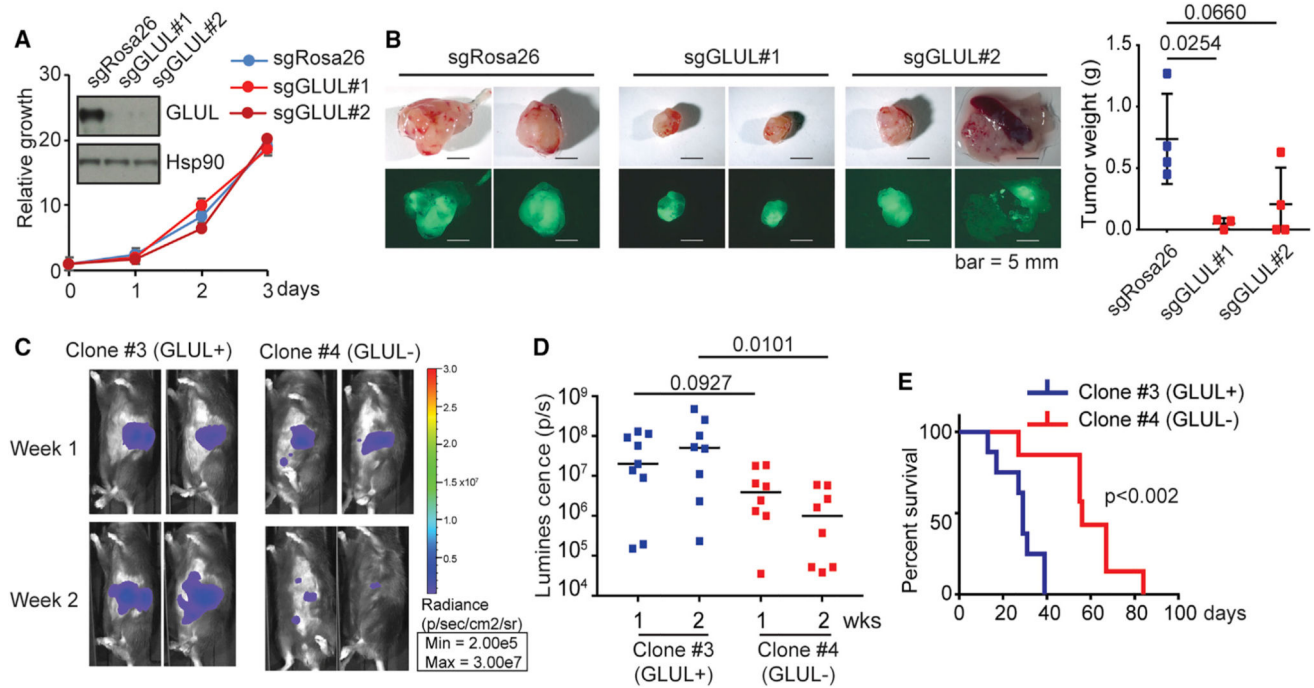 A
sgRosa26
sgGLUL#1
sgGLUL#2
sgRosa26
sgGLUL#1
sgGLUL#2
GLUL
Hsp90
Relative growth
30
20
10
0
0 1 2 3 days
B
sgRosa26 sgGLUL#1 sgGLUL#2
bar = 5 mm
0.0660
0.0254
Tumor weight (g)
1.5
1.0
0.5
0.0
sgRosa26
sgGLUL#1
sgGLUL#2
C
Clone #3 (GLUL+) Clone #4 (GLUL-)
Week 1
Week 2
3.0
2.5
2.0
1.5 x10⁷
1.0
0.5
Radiance
(p/sec/cm2/sr)
Min = 2.00e5
Max = 3.00e7
D
0.0101
0.0927
Lumines cence (p/s)
10⁹
10⁸
10⁷
10⁶
10⁵
10⁴
1 2 1 2 wks
Clone #3 Clone #4
(GLUL+) (GLUL-)
E
Clone #3 (GLUL+)
Clone #4 (GLUL-)
Percent survival
100
50
0
p<0.002
0 20 40 60 80 100 days